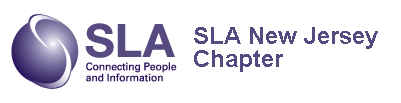 SLA
Connecting People
and Information
SLA New Jersey
Chapter